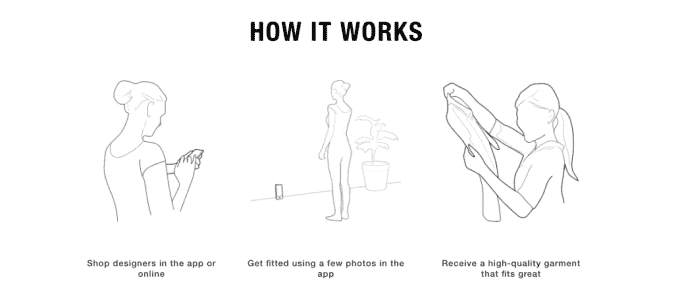 HOW IT WORKS
Shop designers in the app or
online
Get fitted using a few photos in the
app
Receive a high-quality garment
that fits great